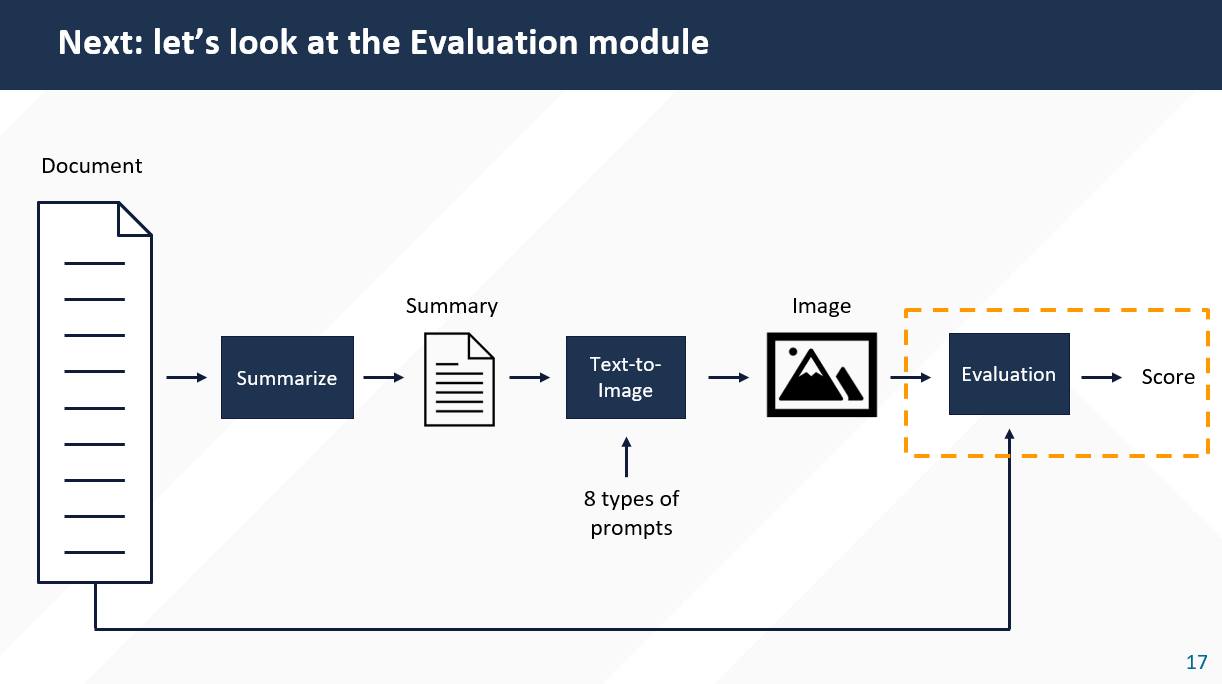 Next: let’s look at the Evaluation module
Document
Summarize
Summary
Text-to-
Image
8 types of
prompts
Image
Evaluation
Score
17